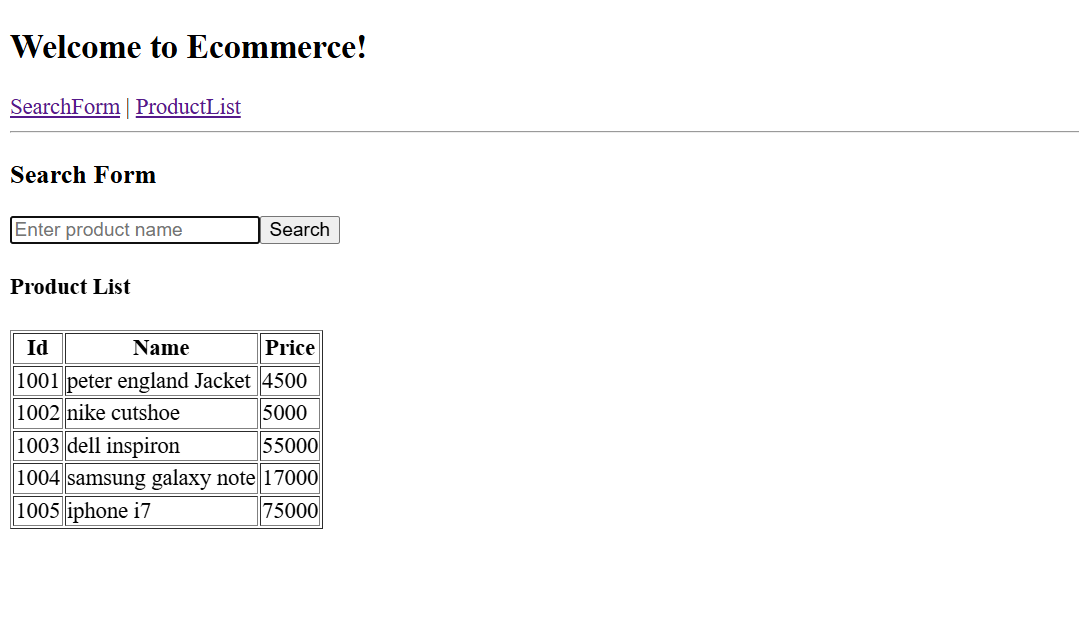 Welcome to Ecommerce!
SearchForm | ProductList
Search Form
Enter product name Search
Product List
Id Name Price
1001 peter england Jacket 4500
1002 nike cutshoe 5000
1003 dell inspiron 55000
1004 samsung galaxy note 17000
1005 iphone i7 75000